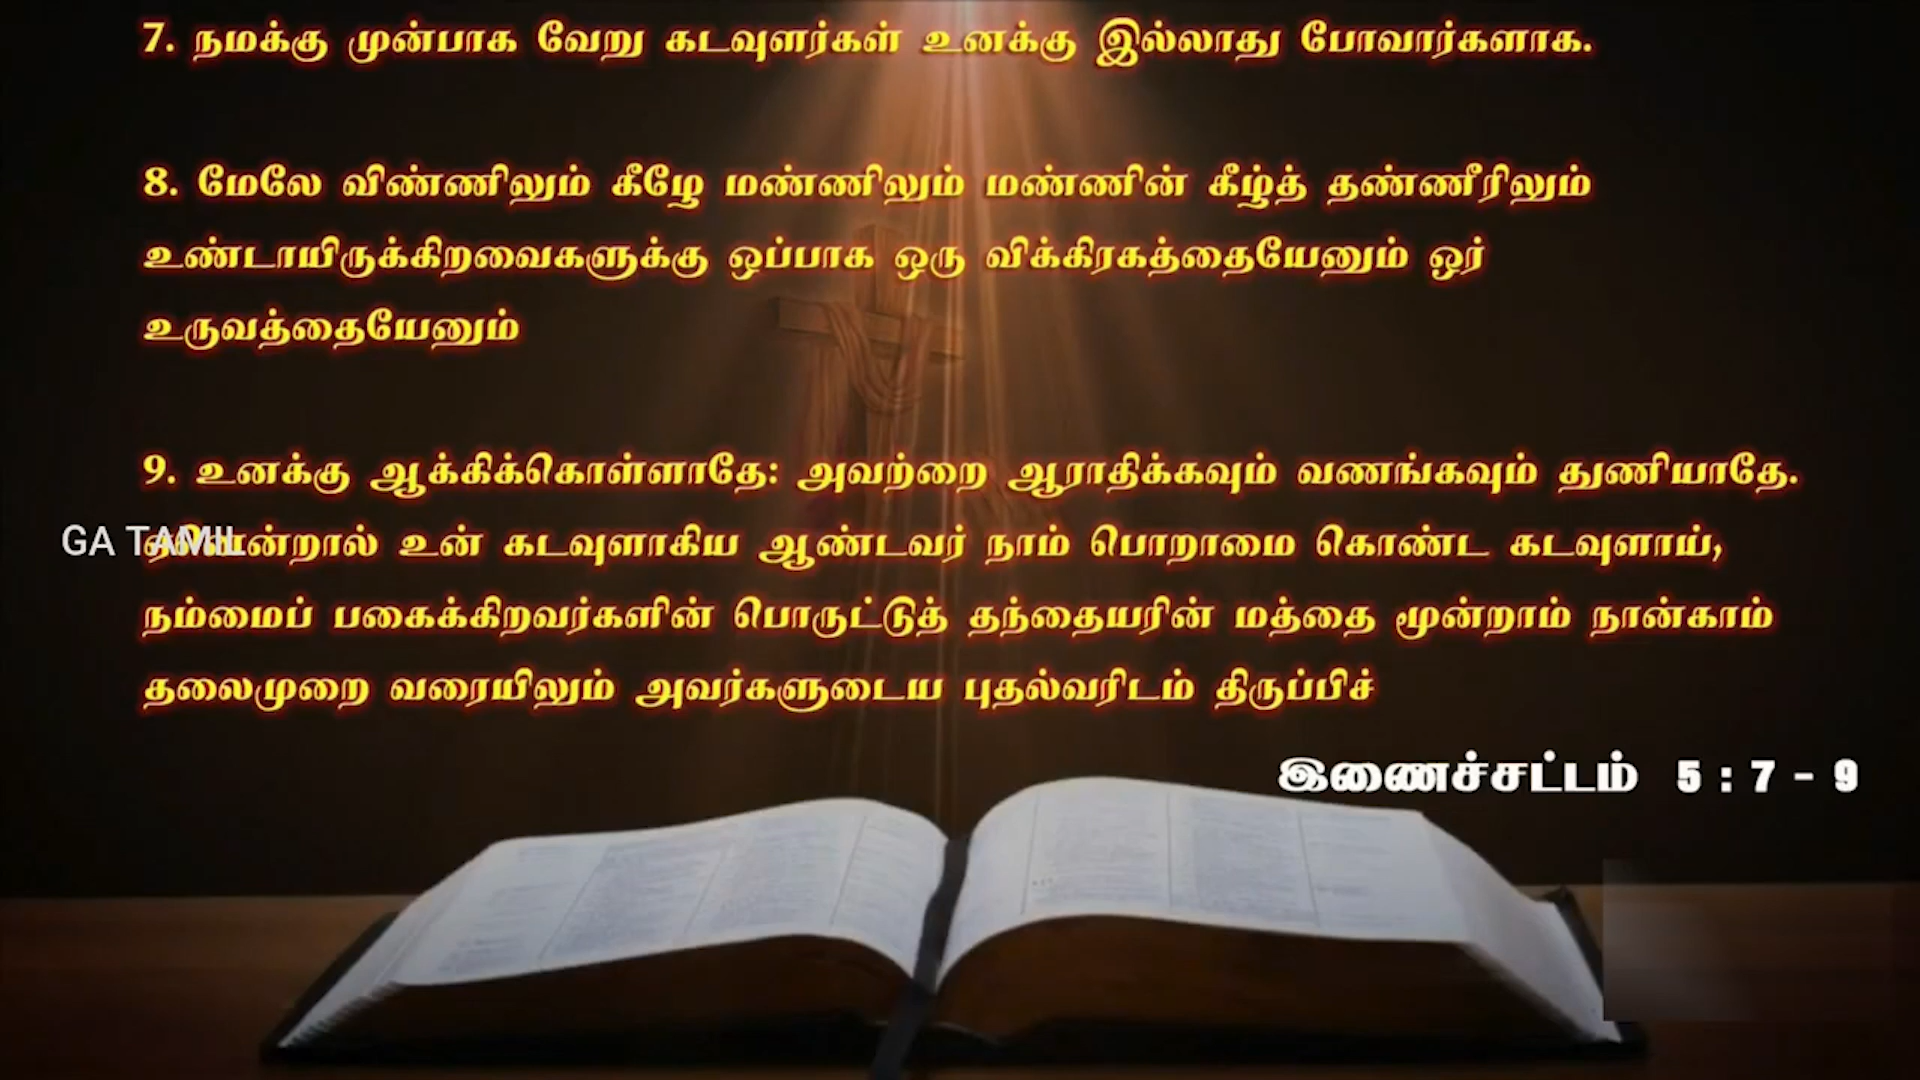 7. நமக்கு முன்பாக வேறு கடவுளர்கள் உனக்கு இல்லாது போவார்களாக.
8. மேலே விண்ணிலும் கீழே மண்ணிலும் மண்ணின் கீழ்த் தண்ணீரிலும்
உண்டாயிருக்கிறவைகளுக்கு ஒப்பாக ஒரு விக்கிரகத்தையேனும் ஓர்
உருவத்தையேனும்
9. உனக்கு ஆக்கிக்கொள்ளாதே: அவற்றை ஆராதிக்கவும் வணங்கவும் துணியாதே.
GA TAMIL
உன் கடவுளாகிய ஆண்டவர் நாம் பொறாமை கொண்ட கடவுளாய்,
நம்மைப் பகைக்கிறவர்களின் பொருட்டுத் தந்தையரின் மத்தை மூன்றாம் நான்காம்
தலைமுறை வரையிலும் அவர்களுடைய புதல்வரிடம் திருப்பிச்
இணைச்சட்டம் 5 : 7 - 9